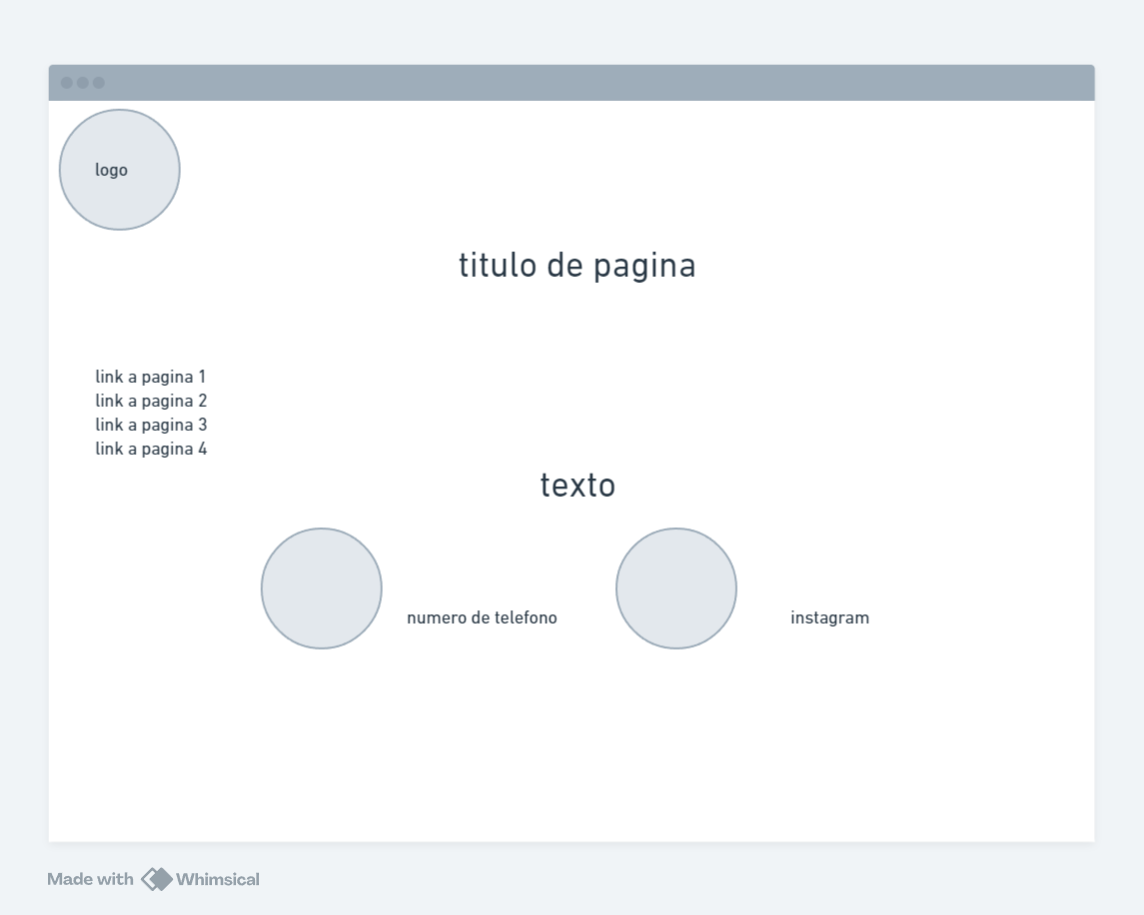 logo
titulo de pagina
link a pagina 1
link a pagina 2
link a pagina 3
link a pagina 4
texto
numero de telefono
instagram
Made with Whimsical